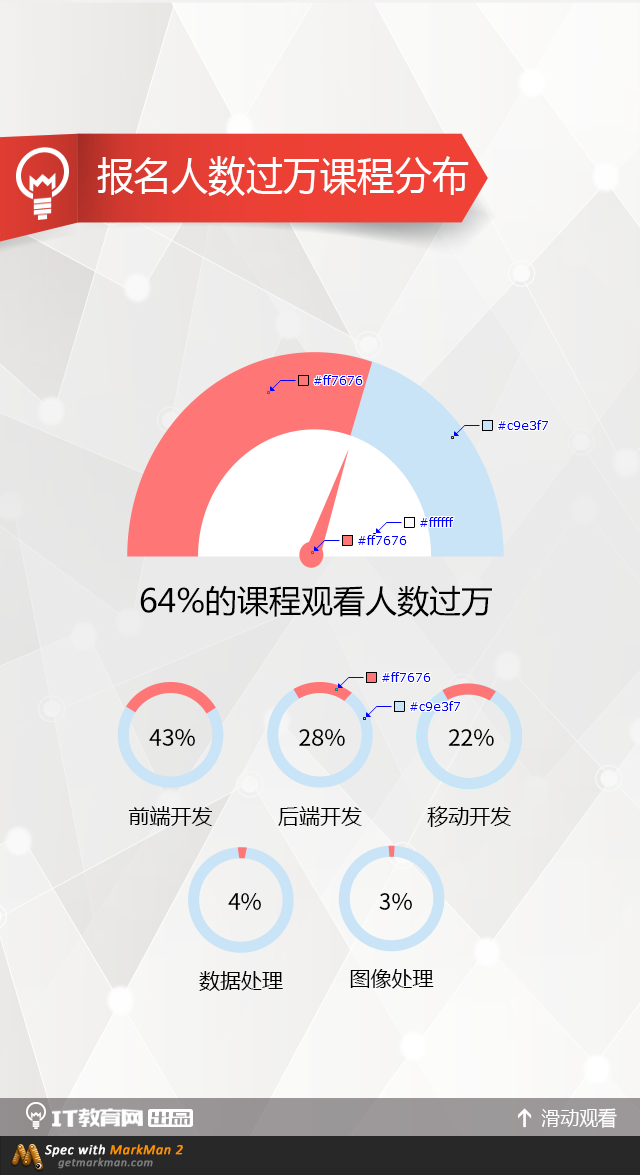 报名人数过万课程分布
#ff7676
#c9e3f7
#ffffff
#ff7676
64%的课程观看人数过万
#ff7676
#c9e3f7
43% 28% 22%
前端开发 后端开发 移动开发
4% 3%
数据处理 图像处理
IT教育网 出品 滑动观看
Spec with MarkMan 2
getmarkman.com